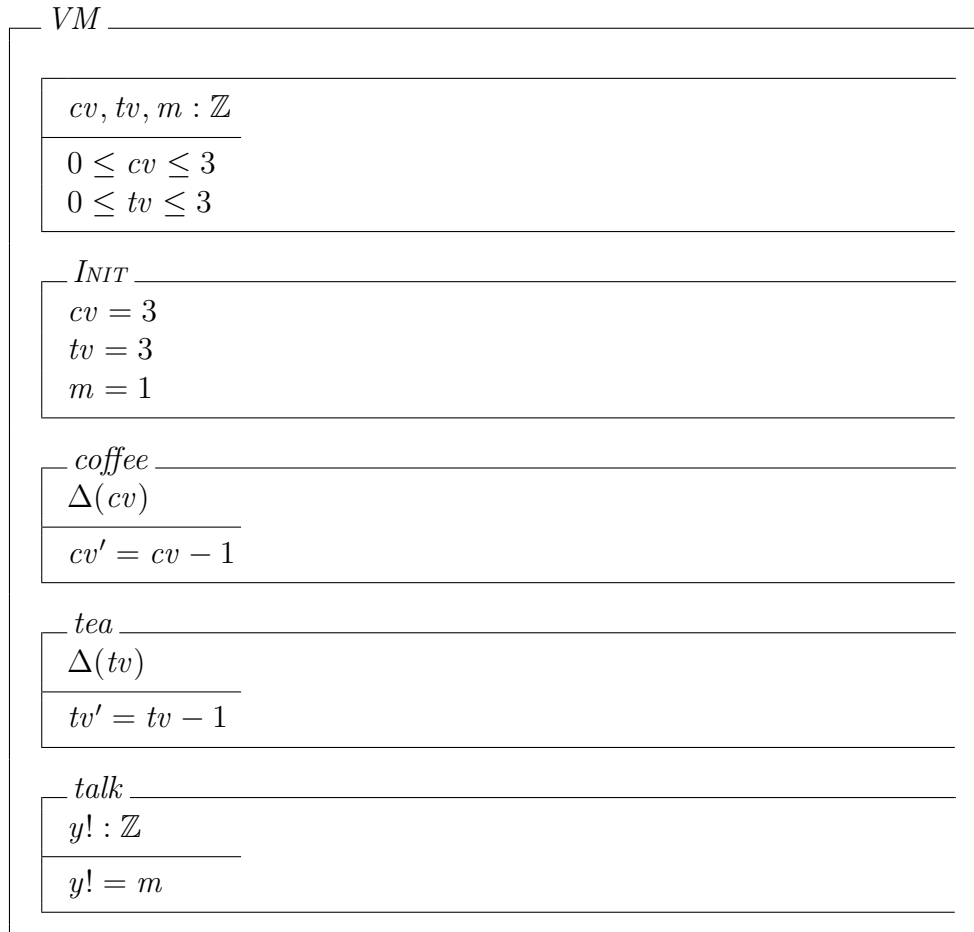 VM
cv, tv, m : ℤ
0 ≤ cv ≤ 3
0 ≤ tv ≤ 3
INIT
cv = 3
tv = 3
m = 1
coffee
Δ(cv)
cv′ = cv − 1
tea
Δ(tv)
tv′ = tv − 1
talk
y! : ℤ
y! = m